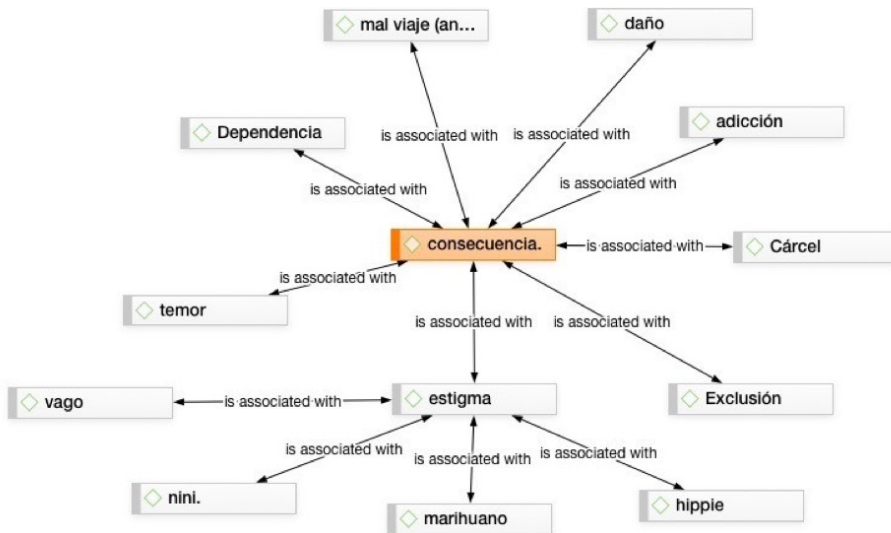 mal viaje (an...
daño
is associated with
is associated with
Dependencia
adicción
is associated with
is associated with
consecuencia.
is associated with
Cárcel
is associated with
temor
is associated with
is associated with
vago
is associated with
estigma
Exclusión
is associated with
is associated with
is associated with
nini.
marihuano
hippie